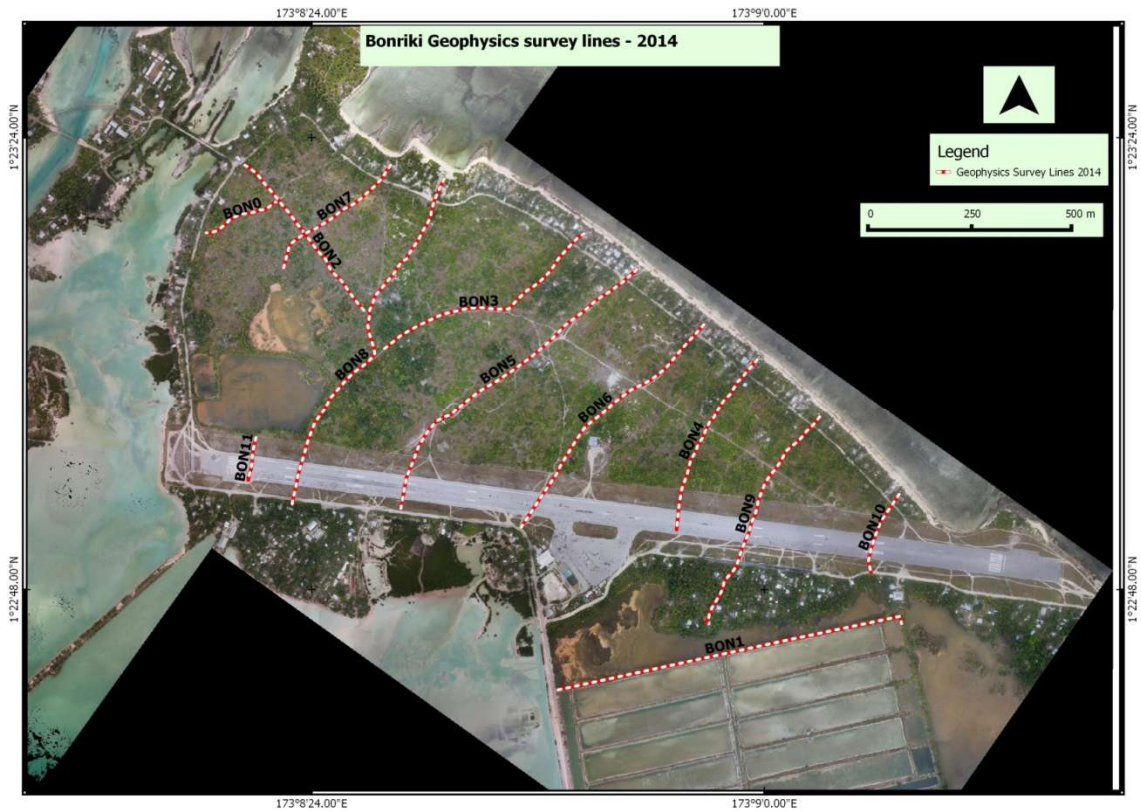 173°8'24.00"E
173°9'0.00"E
Bonriki Geophysics survey lines - 2014
1°23'24.00"N
1°23'24.00"N
Legend
Geophysics Survey Lines 2014
0 250 500 m
BON0
BON7
BON2
BON3
BON8
BON5
BON6
BON4
BON11
BON9
BON10
1°22'48.00"N
1°22'48.00"N
BON1
173°8'24.00"E
173°9'0.00"E